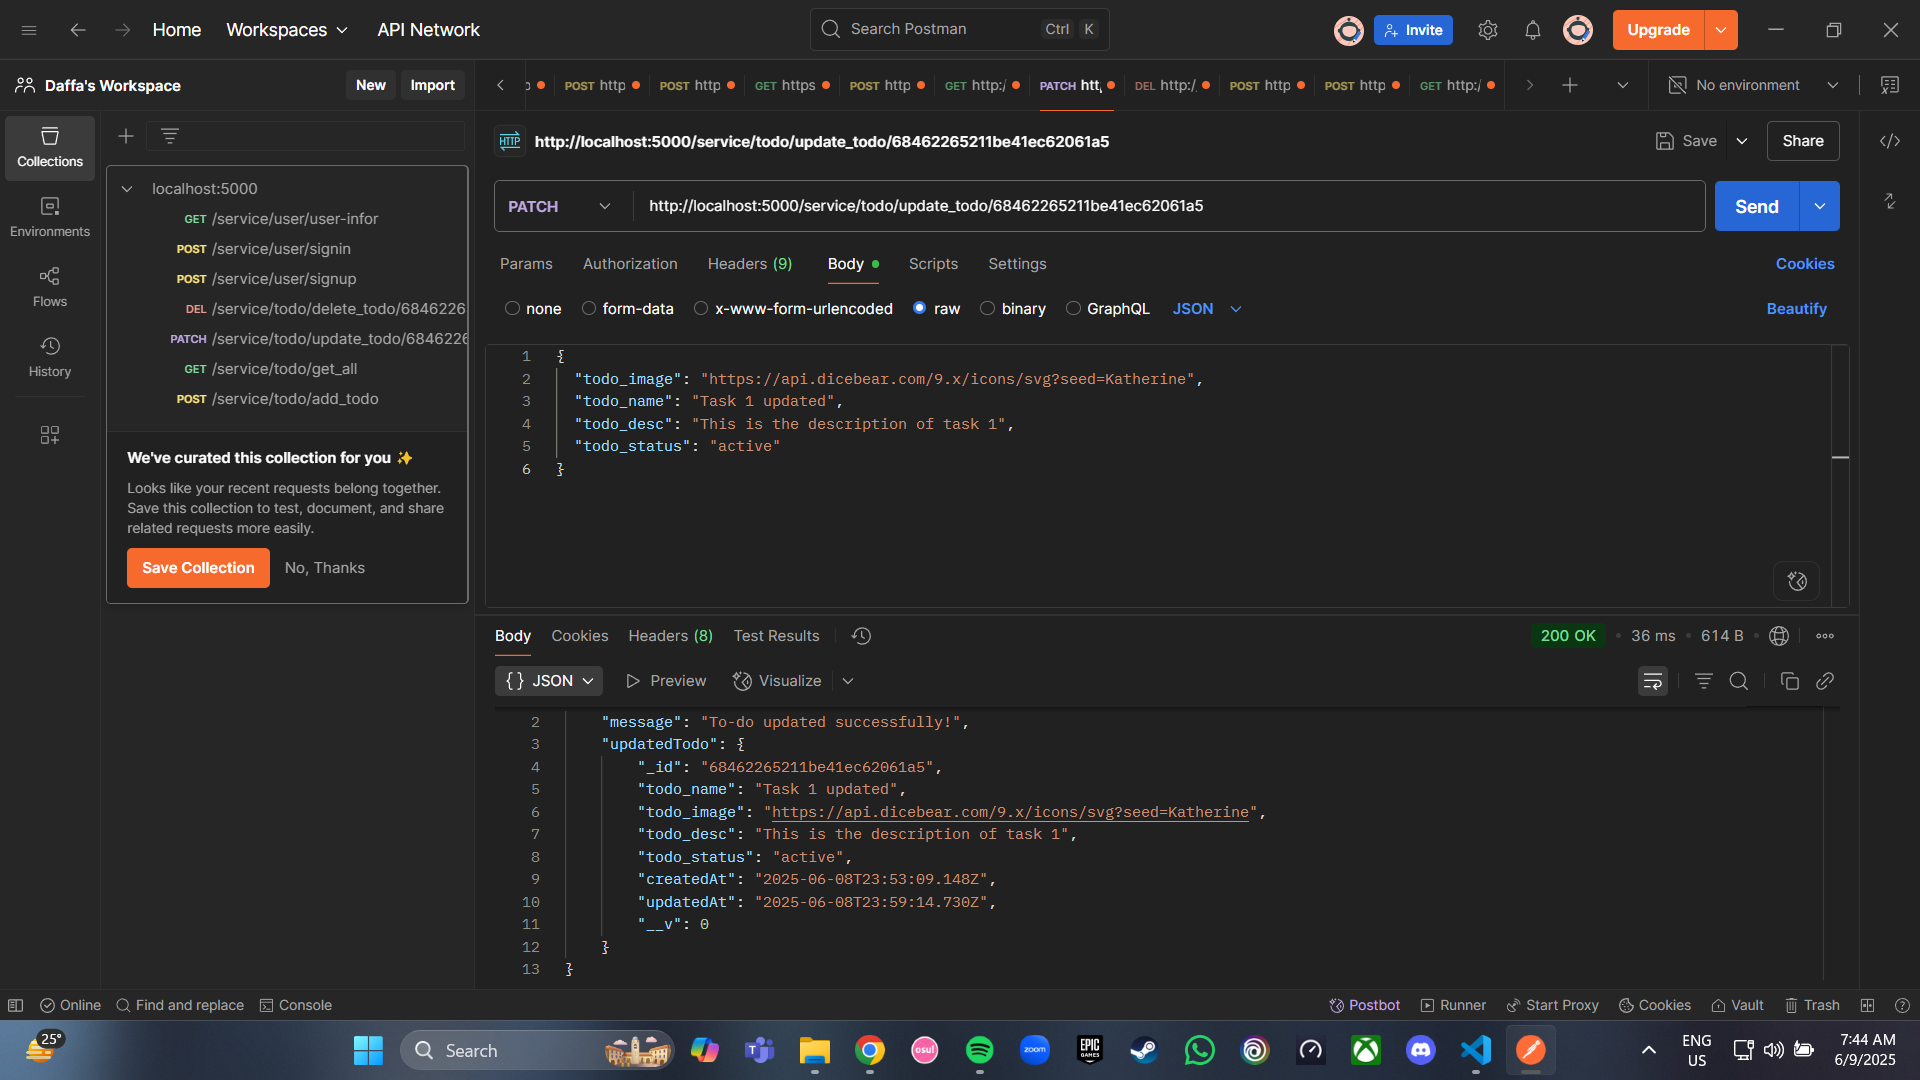 Home Workspaces API Network Search Postman Ctrl K Invite Upgrade
Daffa's Workspace New Import
POST http POST http GET https POST http GET http:/ PATCH htt, DEL http:/, POST http POST http GET http:/ No environment
Collections
Environments
Flows
History
localhost:5000
GET /service/user/user-infor
POST /service/user/signin
POST /service/user/signup
DEL /service/todo/delete_todo/6846226
PATCH /service/todo/update_todo/6846226
GET /service/todo/get_all
POST /service/todo/add_todo
We've curated this collection for you ✨
Looks like your recent requests belong together.
Save this collection to test, document, and share
related requests more easily.
Save Collection No, Thanks
HTTP http://localhost:5000/service/todo/update_todo/68462265211be41ec62061a5 Save Share
PATCH http://localhost:5000/service/todo/update_todo/68462265211be41ec62061a5 Send
Params Authorization Headers (9) Body Scripts Settings Cookies
none form-data x-www-form-urlencoded raw binary GraphQL JSON Beautify
1 {
2 "todo_image": "https://api.dicebear.com/9.x/icons/svg?seed=Katherine",
3 "todo_name": "Task 1 updated",
4 "todo_desc": "This is the description of task 1",
5 "todo_status": "active"
6 }
Body Cookies Headers (8) Test Results 200 OK 36 ms 614 B
{} JSON Preview Visualize
2 "message": "To-do updated successfully!",
3 "updatedTodo": {
4 "_id": "68462265211be41ec62061a5",
5 "todo_name": "Task 1 updated",
6 "todo_image": "https://api.dicebear.com/9.x/icons/svg?seed=Katherine",
7 "todo_desc": "This is the description of task 1",
8 "todo_status": "active",
9 "createdAt": "2025-06-08T23:53:09.148Z",
10 "updatedAt": "2025-06-08T23:59:14.730Z",
11 "__v": 0
12 }
13 }
Online Find and replace Console Postbot Runner Start Proxy Cookies Vault Trash
25° Search osu! zoom EPIC GAMES ENG US 7:44 AM
6/9/2025